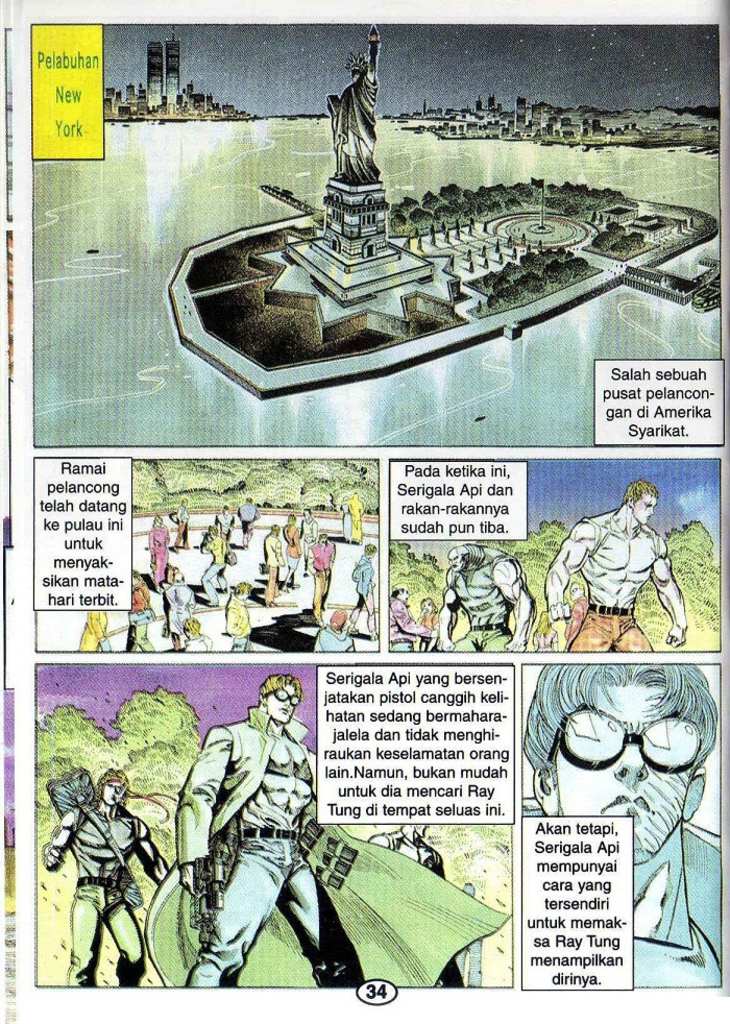 Pelabuhan
New
York
Salah sebuah
pusat pelancon-
gan di Amerika
Syarikat.
Ramai
pelancong
telah datang
ke pulau ini
untuk
menyak-
sikan mata-
hari terbit.
Pada ketika ini,
Serigala Api dan
rakan-rakannya
sudah pun tiba.
Serigala Api yang bersen-
jatakan pistol canggih keli-
hatan sedang bermahara-
jalela dan tidak menghi-
raukan keselamatan orang
lain.Namun, bukan mudah
untuk dia mencari Ray
Tung di tempat seluas ini.
Akan tetapi,
Serigala Api
mempunyai
cara yang
tersendiri
untuk memak-
sa Ray Tung
menampilkan
dirinya.
34